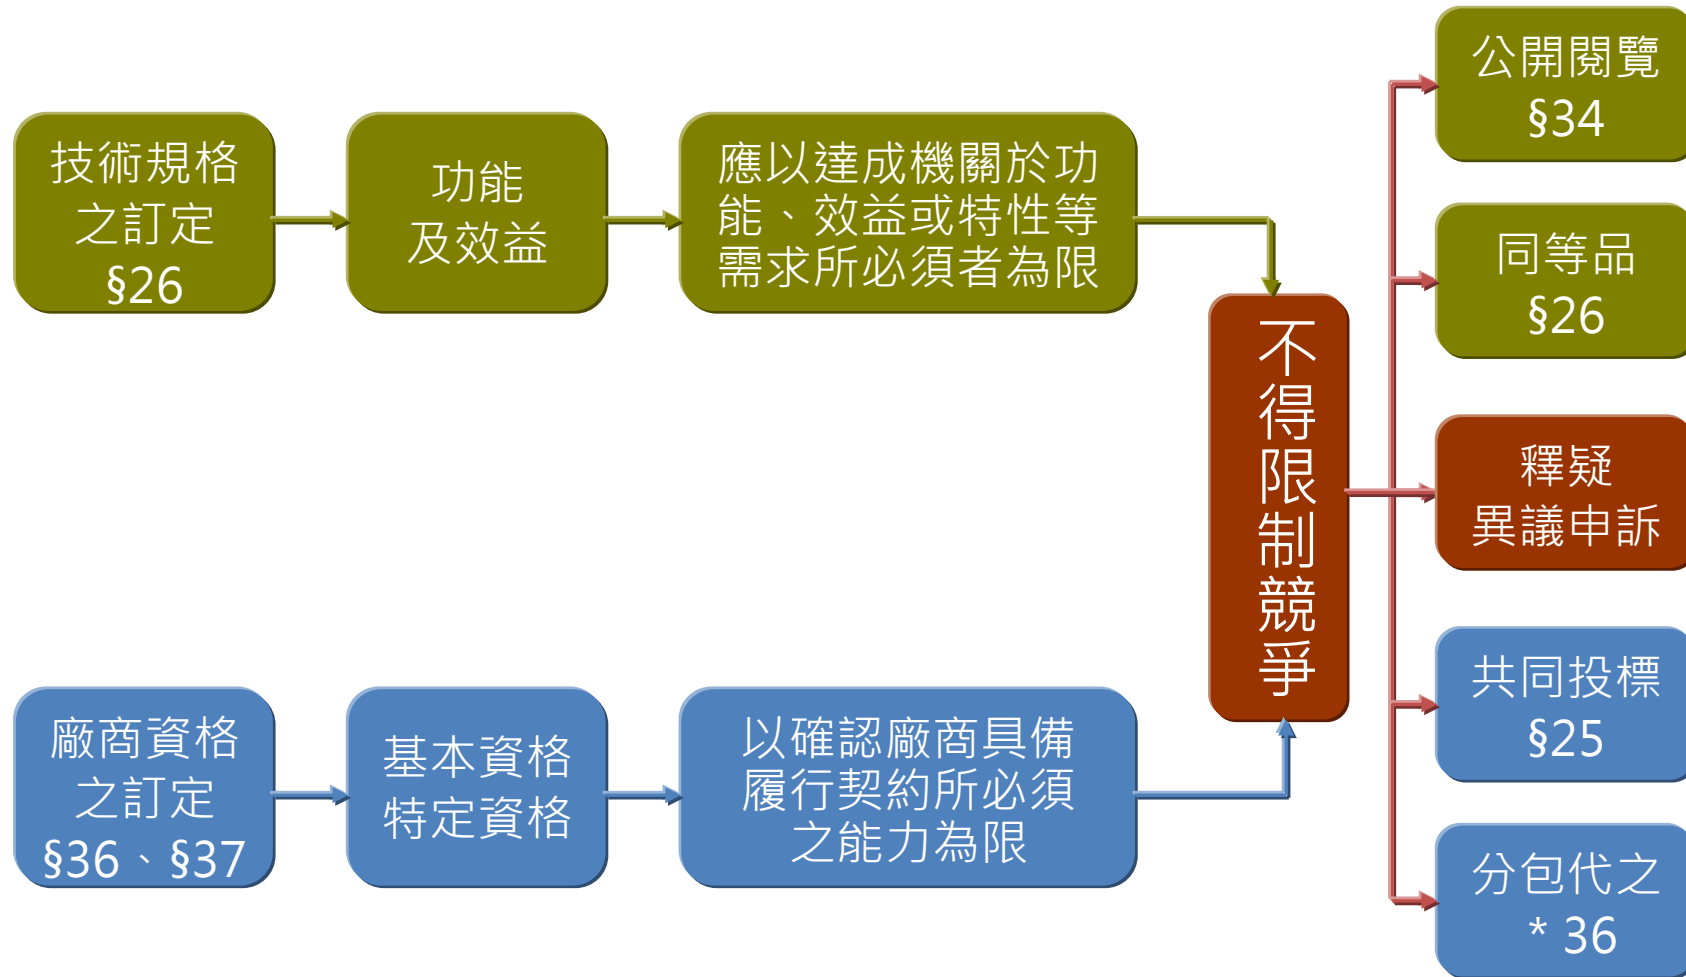 技術規格
之訂定
§26
功能
及效益
應以達成機關於功
能、效益或特性等
需求所必須者為限
廠商資格
之訂定
§36、§37
基本資格
特定資格
以確認廠商具備
履行契約所必須
之能力為限
不得限制競爭
公開閱覽
§34
同等品
§26
釋疑
異議申訴
共同投標
§25
分包代之
* 36